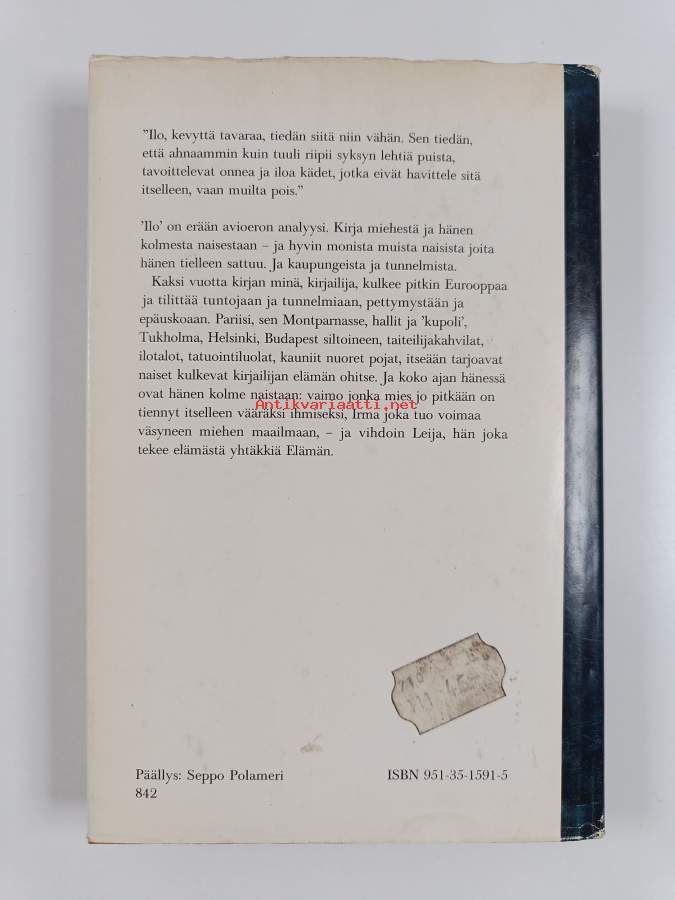 ”Ilo, kevyttä tavaraa, tiedän siitä niin vähän. Sen tiedän,
että ahnaammin kuin tuuli riipii syksyn lehtiä puista,
tavoittelevat onnea ja iloa kädet, jotka eivät havittele sitä
itselleen, vaan muilta pois.”
’Ilo’ on erään avioeron analyysi. Kirja miehestä ja hänen
kolmesta naisestaan – ja hyvin monista muista naisista joita
hänen tielleen sattuu. Ja kaupungeista ja tunnelmista.
Kaksi vuotta kirjan minä, kirjailija, kulkee pitkin Eurooppaa
ja tilittää tuntojaan ja tunnelmiaan, pettymystään ja
epäuskoaan. Pariisi, sen Montparnasse, hallit ja ’kupoli’,
Tukholma, Helsinki, Budapest siltoineen, taiteilijakahvilat,
ilotalot, tatuointiluolat, kauniit nuoret pojat, itseään tarjoavat
naiset kulkevat kirjailijan elämän ohitse. Ja koko ajan hänessä
ovat hänen kolme naistaan: vaimo jonka mies jo pitkään on
Antikvariaatti.net
tiennyt itselleen vääräksi ihmiseksi, Irma joka tuo voimaa
väsyneen miehen maailmaan, – ja vihdoin Leija, hän joka
tekee elämästä yhtäkkiä Elämän.
Päällys: Seppo Polameri
ISBN 951-35-1591-5
842